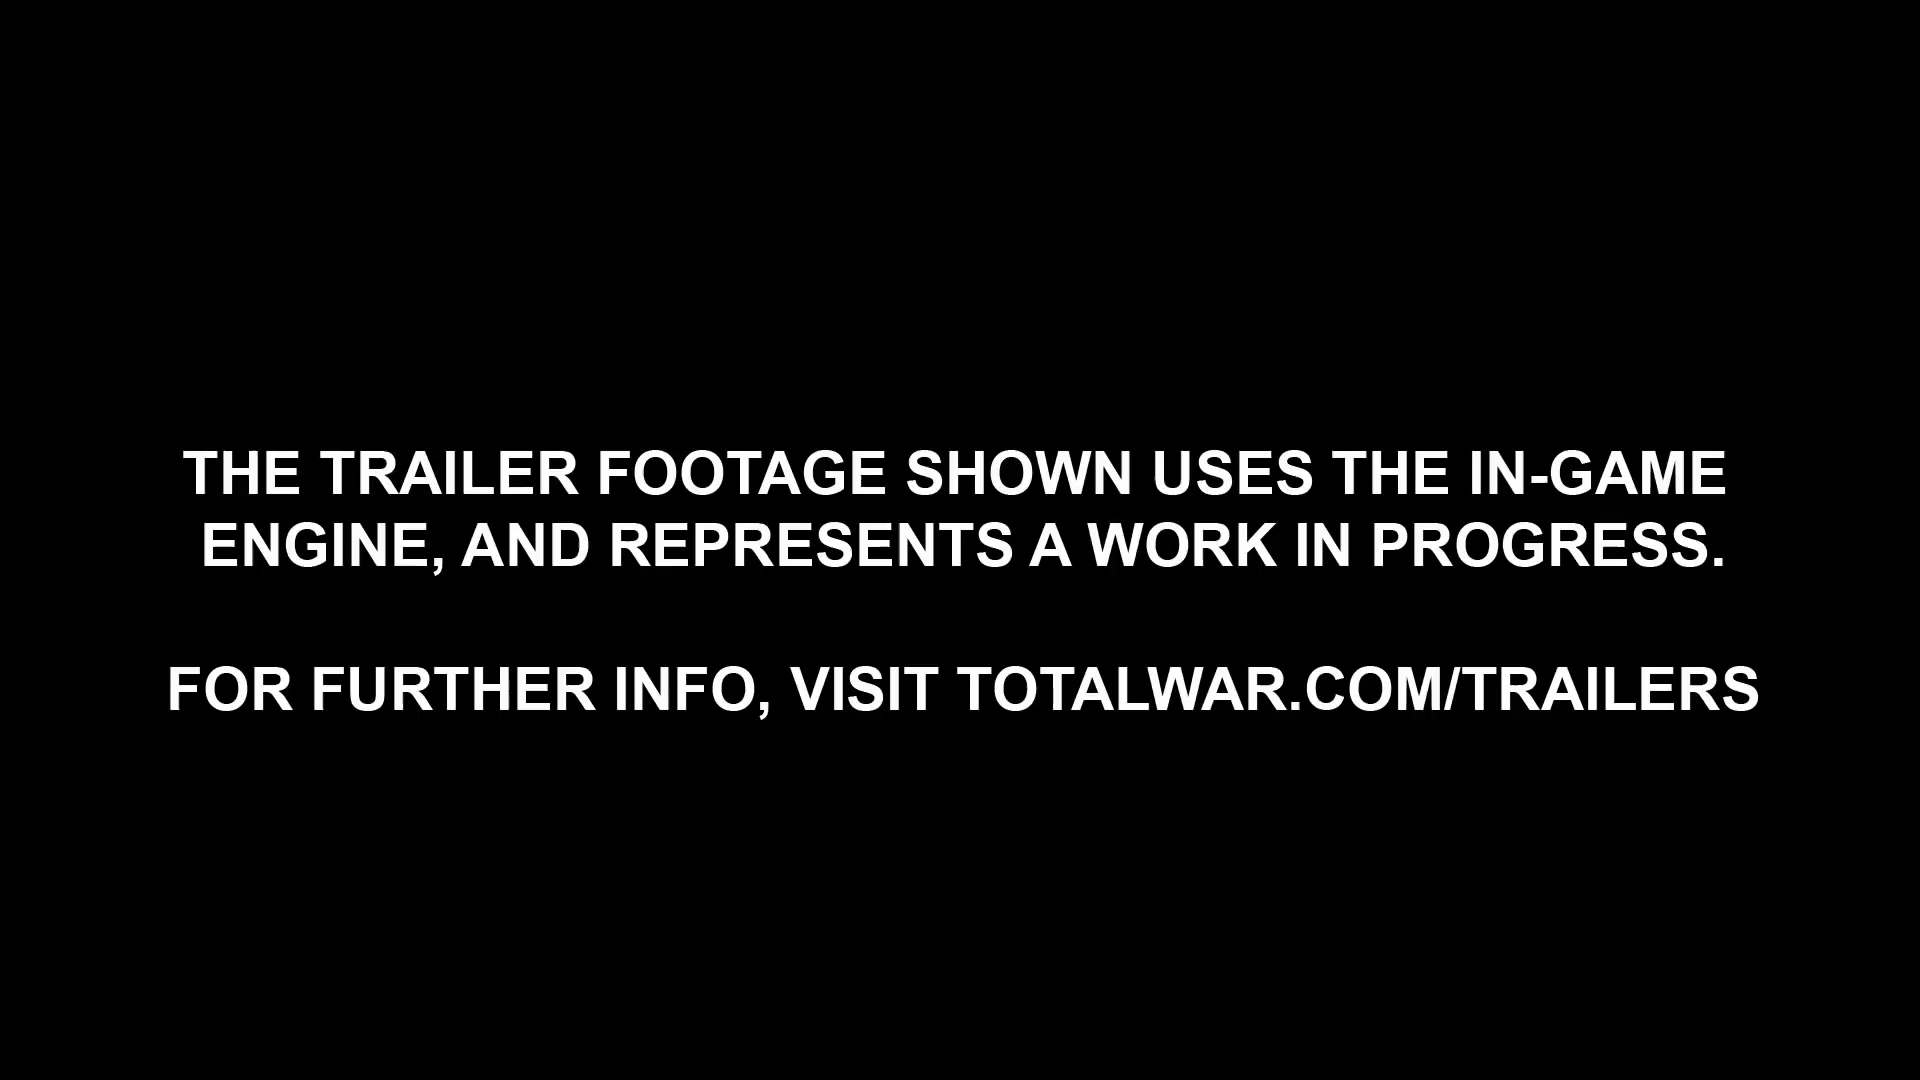 THE TRAILER FOOTAGE SHOWN USES THE IN-GAME
ENGINE, AND REPRESENTS A WORK IN PROGRESS.
FOR FURTHER INFO, VISIT TOTALWAR.COM/TRAILERS